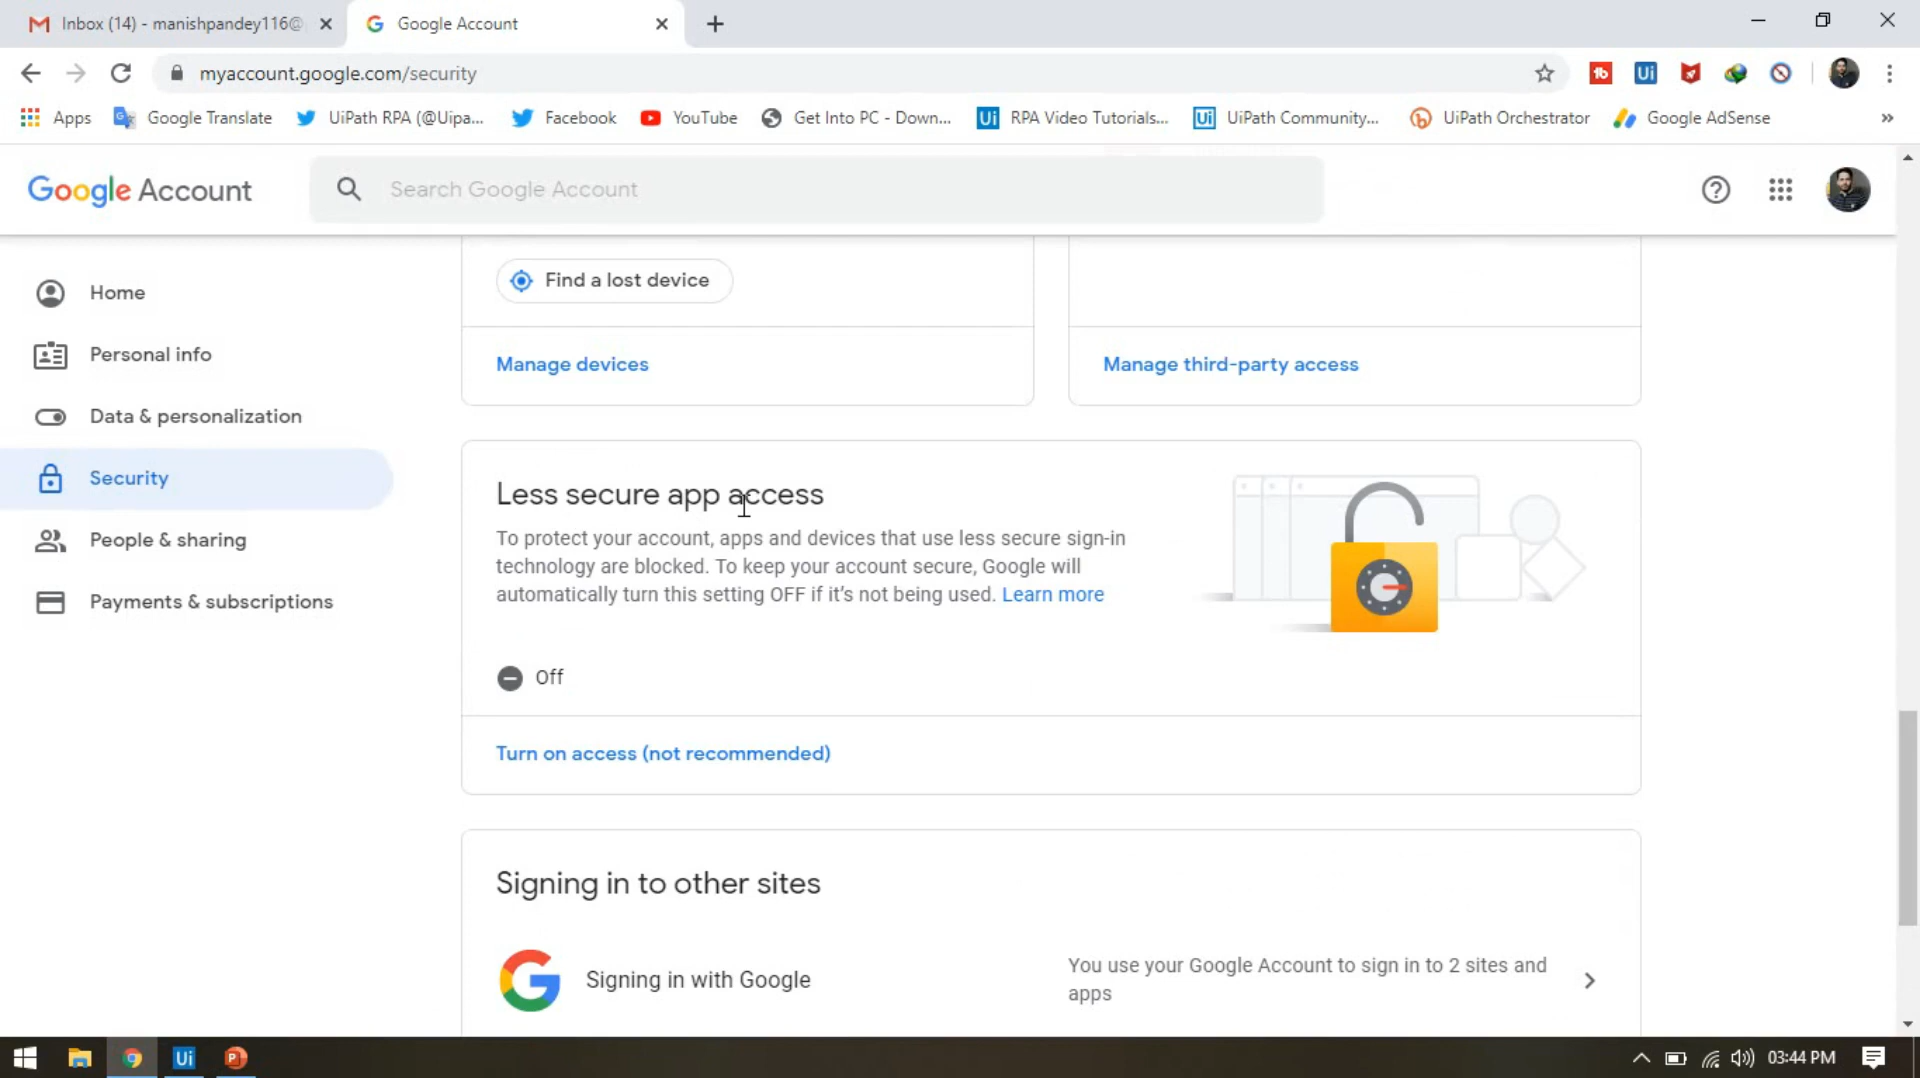 Inbox (14) - manishpandey116@
Google Account
myaccount.google.com/security
Apps
Google Translate
UiPath RPA (@Uipa...
Facebook
YouTube
Get Into PC - Down...
RPA Video Tutorials...
UiPath Community...
UiPath Orchestrator
Google AdSense
Google Account
Search Google Account
Home
Personal info
Data & personalization
Security
People & sharing
Payments & subscriptions
Find a lost device
Manage devices
Manage third-party access
Less secure app access
To protect your account, apps and devices that use less secure sign-in
technology are blocked. To keep your account secure, Google will
automatically turn this setting OFF if it's not being used. Learn more
Off
Turn on access (not recommended)
Signing in to other sites
Signing in with Google
You use your Google Account to sign in to 2 sites and
apps
03:44 PM